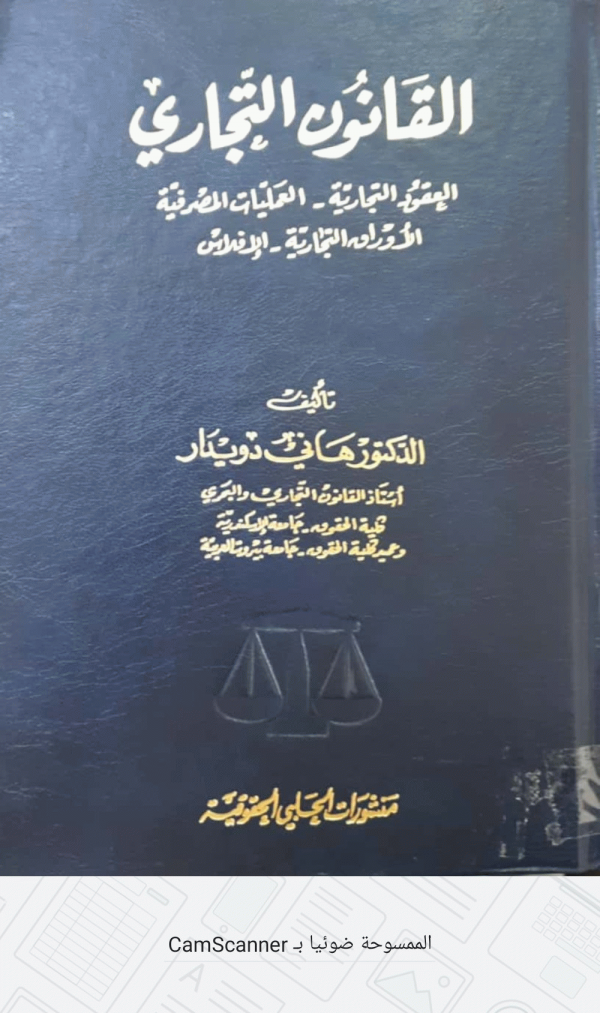 القانون التجاري
العقود التجارية - العمليات المصرفية
الأوراق التجارية - الإفلاس
تأليف
الدكتور هاني دويدار
أستاذ القانون التجاري والبحري
كلية الحقوق - جامعة الإسكندرية
وعميد كلية الحقوق - جامعة بيروت العربية
منشورات الحلبي الحقوقية
الممسوحة ضوئيا بـ CamScanner